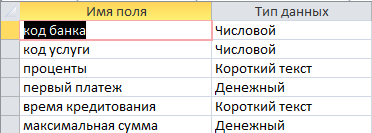 Имя поля Тип данных
код банка Числовой
код услуги Числовой
проценты Короткий текст
первый платеж Денежный
время кредитования Короткий текст
максимальная сумма Денежный